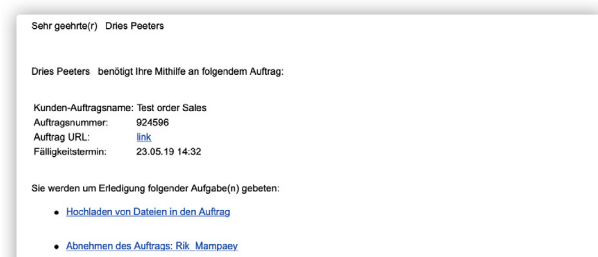 Sehr geehrte(r) Dries Peeters
Dries Peeters benötigt Ihre Mithilfe an folgendem Auftrag:
Kunden-Auftragsname: Test order Sales
Auftragsnummer: 924596
Auftrag URL: link
Fälligkeitstermin: 23.05.19 14:32
Sie werden um Erledigung folgender Aufgabe(n) gebeten:
• Hochladen von Dateien in den Auftrag
• Abnehmen des Auftrags: Rik Mampaey